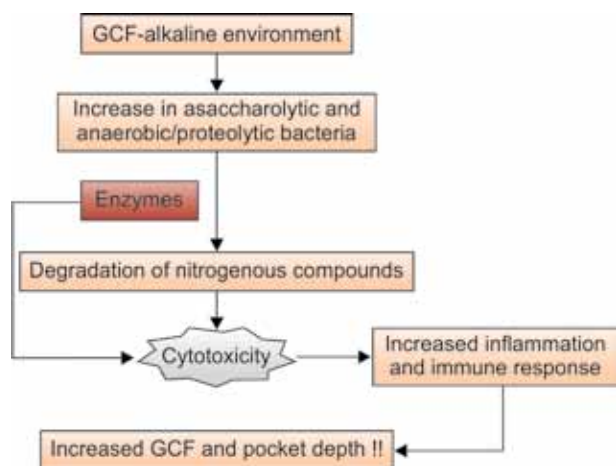 GCF-alkaline environment
Increase in asaccharolytic and
anaerobic/proteolytic bacteria
Enzymes
Degradation of nitrogenous compounds
Cytotoxicity
Increased inflammation
and immune response
Increased GCF and pocket depth !!